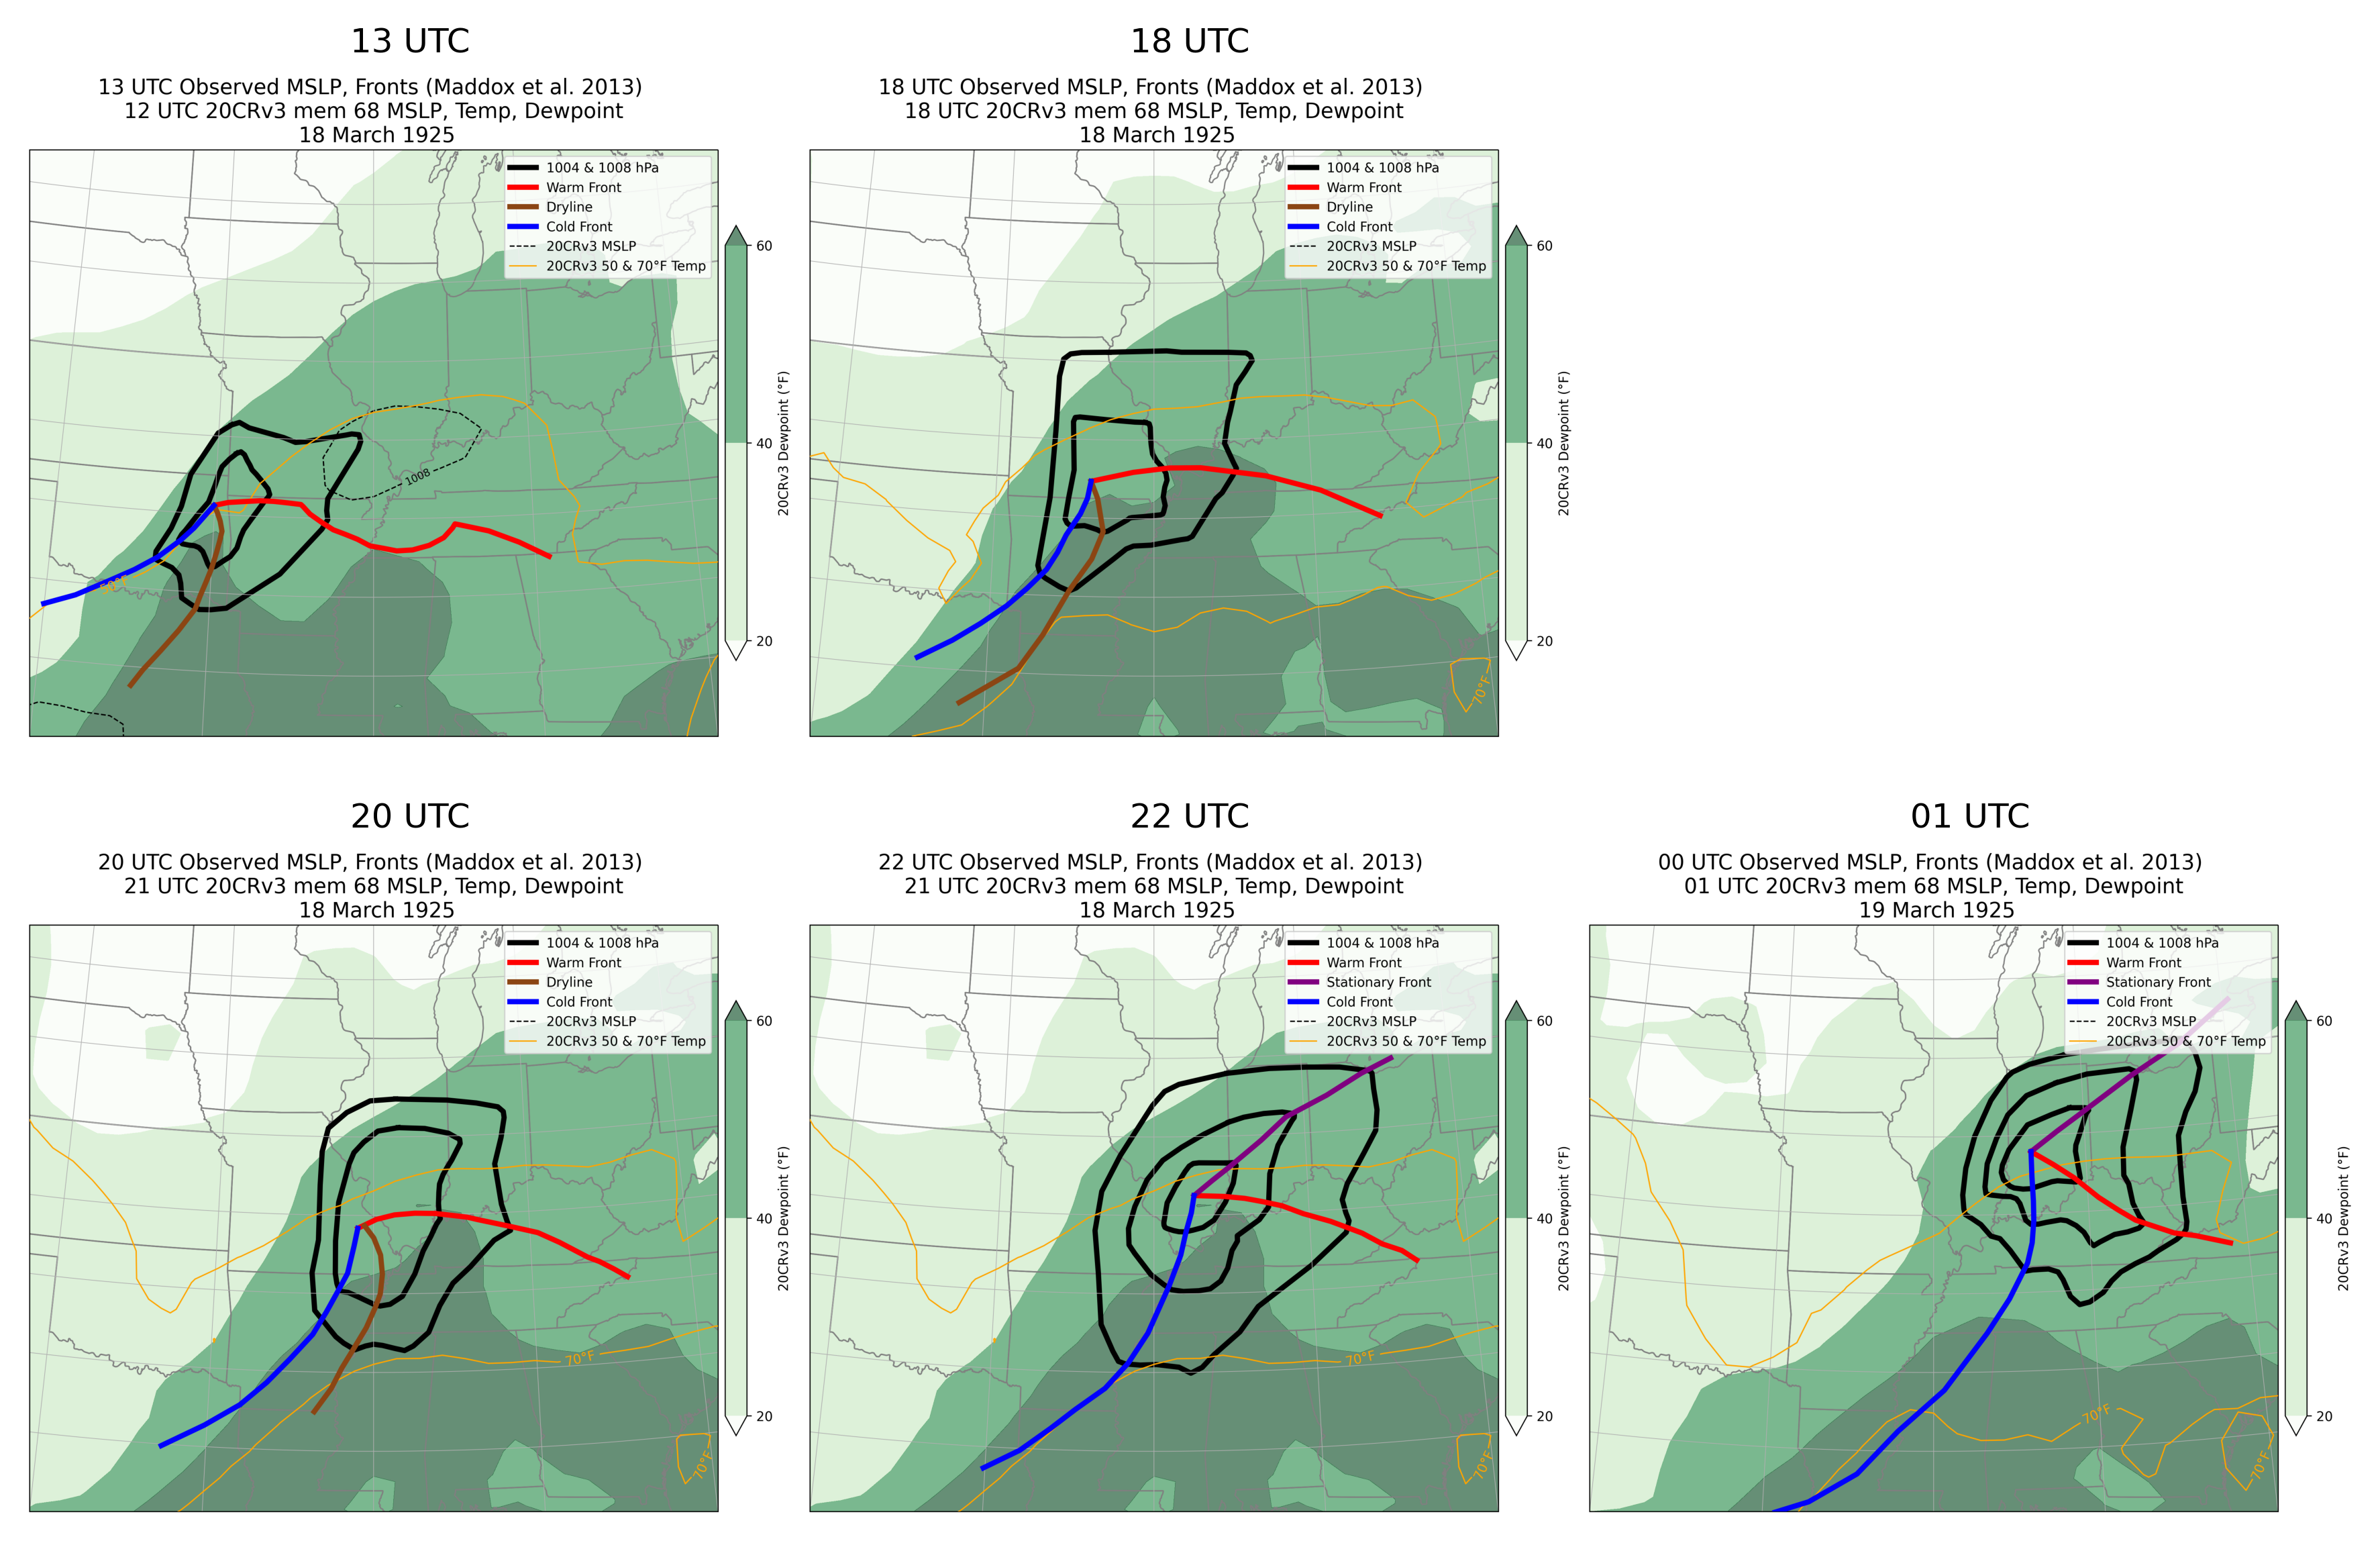 13 UTC
13 UTC Observed MSLP, Fronts (Maddox et al. 2013)
12 UTC 20CRv3 mem 68 MSLP, Temp, Dewpoint
18 March 1925
1004 & 1008 hPa
Warm Front
Dryline
Cold Front
20CRv3 MSLP
20CRv3 50 & 70°F Temp
1008
50°F
60
40
20
20CRv3 Dewpoint (°F)
18 UTC
18 UTC Observed MSLP, Fronts (Maddox et al. 2013)
18 UTC 20CRv3 mem 68 MSLP, Temp, Dewpoint
18 March 1925
1004 & 1008 hPa
Warm Front
Dryline
Cold Front
20CRv3 MSLP
20CRv3 50 & 70°F Temp
70°F
60
40
20
20CRv3 Dewpoint (°F)
20 UTC
20 UTC Observed MSLP, Fronts (Maddox et al. 2013)
21 UTC 20CRv3 mem 68 MSLP, Temp, Dewpoint
18 March 1925
1004 & 1008 hPa
Warm Front
Dryline
Cold Front
20CRv3 MSLP
20CRv3 50 & 70°F Temp
70°F
70°F
60
40
20
20CRv3 Dewpoint (°F)
22 UTC
22 UTC Observed MSLP, Fronts (Maddox et al. 2013)
21 UTC 20CRv3 mem 68 MSLP, Temp, Dewpoint
18 March 1925
1004 & 1008 hPa
Warm Front
Stationary Front
Cold Front
20CRv3 MSLP
20CRv3 50 & 70°F Temp
70°F
70°F
60
40
20
20CRv3 Dewpoint (°F)
01 UTC
00 UTC Observed MSLP, Fronts (Maddox et al. 2013)
01 UTC 20CRv3 mem 68 MSLP, Temp, Dewpoint
19 March 1925
1004 & 1008 hPa
Warm Front
Stationary Front
Cold Front
20CRv3 MSLP
20CRv3 50 & 70°F Temp
70°F
70°F
60
40
20
20CRv3 Dewpoint (°F)